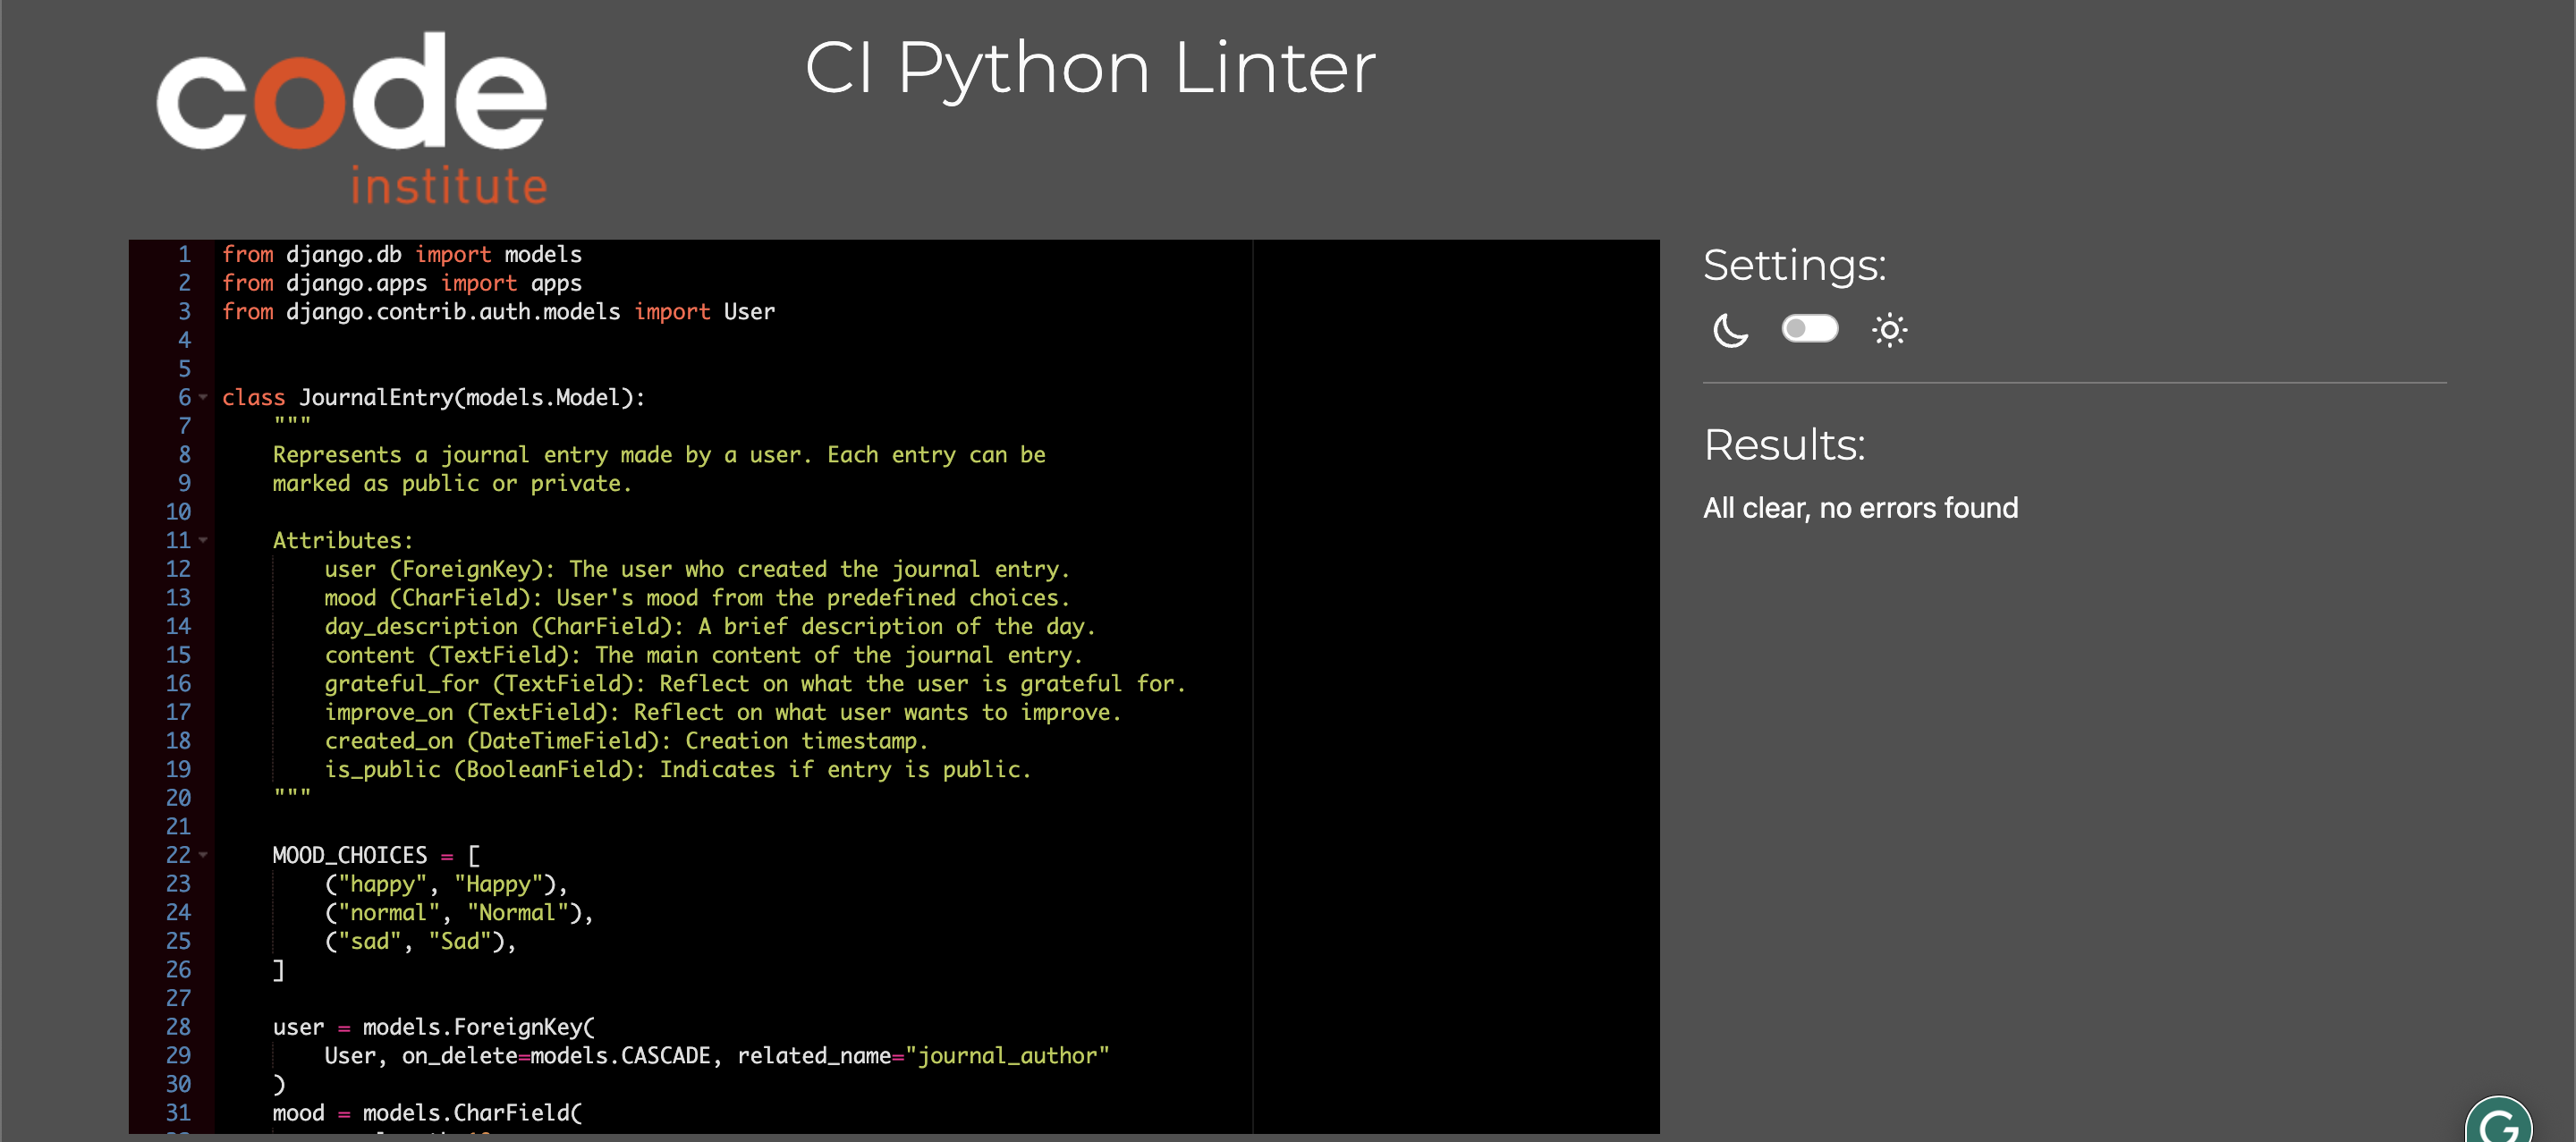 code
institute
CI Python Linter
1 from django.db import models
2 from django.apps import apps
3 from django.contrib.auth.models import User
4
5
6 class JournalEntry(models.Model):
7     """
8     Represents a journal entry made by a user. Each entry can be
9     marked as public or private.
10
11     Attributes:
12         user (ForeignKey): The user who created the journal entry.
13         mood (CharField): User's mood from the predefined choices.
14         day_description (CharField): A brief description of the day.
15         content (TextField): The main content of the journal entry.
16         grateful_for (TextField): Reflect on what the user is grateful for.
17         improve_on (TextField): Reflect on what user wants to improve.
18         created_on (DateTimeField): Creation timestamp.
19         is_public (BooleanField): Indicates if entry is public.
20     """
21
22     MOOD_CHOICES = [
23         ("happy", "Happy"),
24         ("normal", "Normal"),
25         ("sad", "Sad"),
26     ]
27
28     user = models.ForeignKey(
29         User, on_delete=models.CASCADE, related_name="journal_author"
30     )
31     mood = models.CharField(
Settings:
Results:
All clear, no errors found